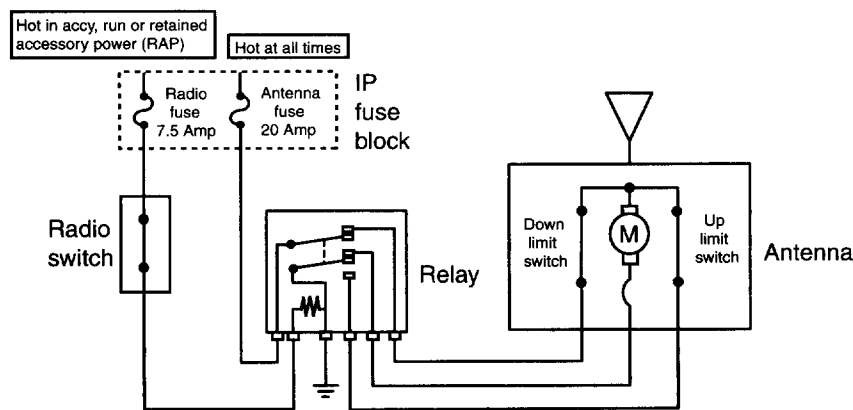 Hot in accy, run or retained
accessory power (RAP)
Hot at all times
Radio
fuse
7.5 Amp
Antenna
fuse
20 Amp
IP
fuse
block
Radio
switch
Relay
Down
limit
switch
M
Up
limit
switch
Antenna